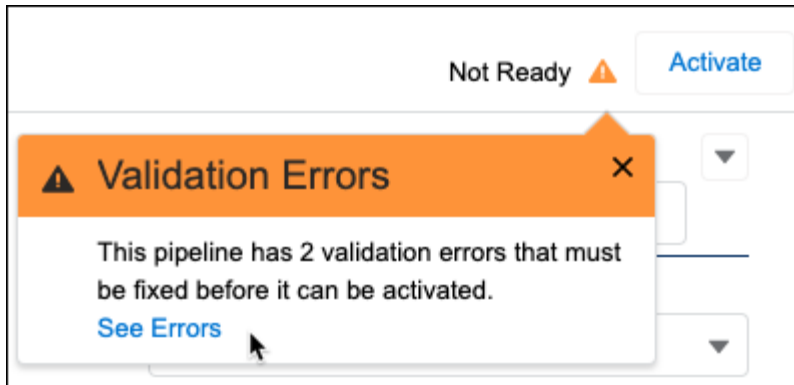 Not Ready
Activate
Validation Errors
This pipeline has 2 validation errors that must
be fixed before it can be activated.
See Errors